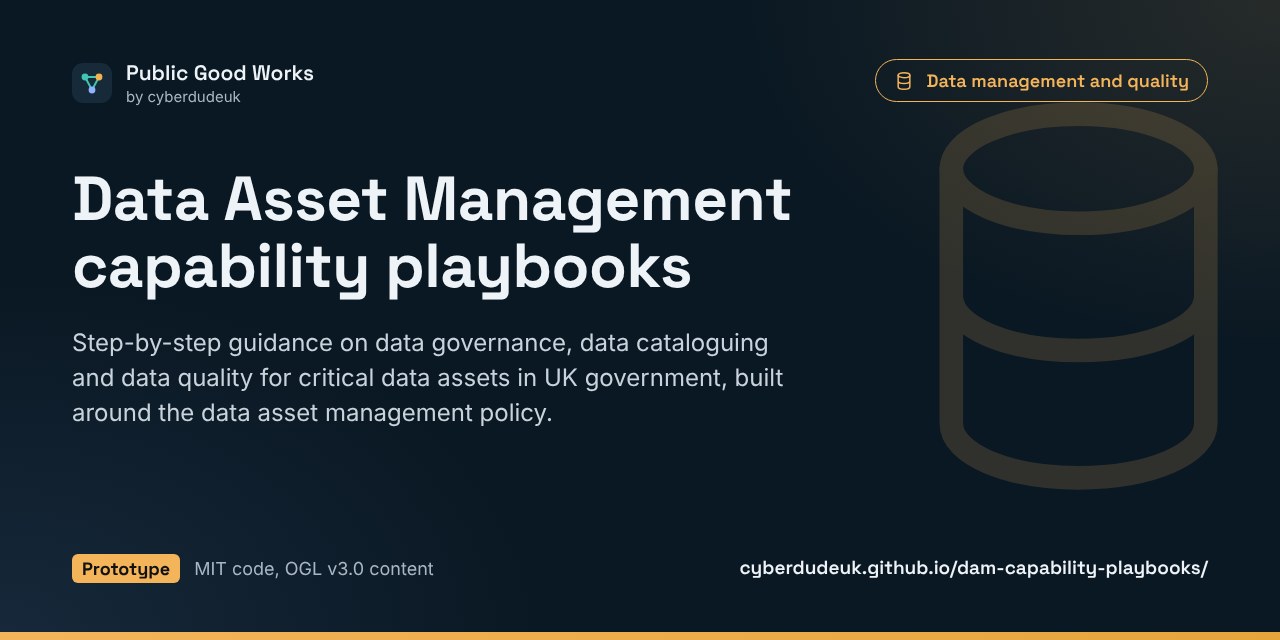 Public Good Works
by cyberdudeuk
Data management and quality
Data Asset Management
capability playbooks
Step-by-step guidance on data governance, data cataloguing
and data quality for critical data assets in UK government, built
around the data asset management policy.
Prototype
MIT code, OGL v3.0 content
cyberdudeuk.github.io/dam-capability-playbooks/